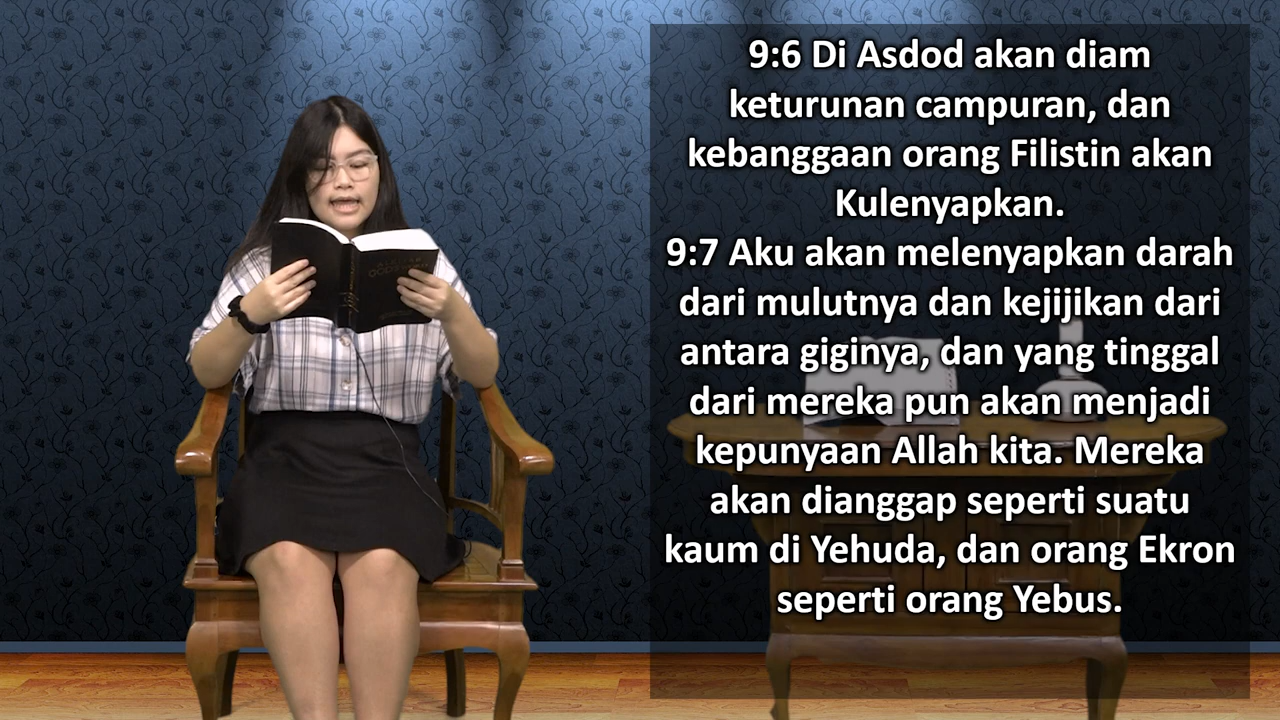 9:6 Di Asdod akan diam
keturunan campuran, dan
kebanggaan orang Filistin akan
Kulenyapkan.
9:7 Aku akan melenyapkan darah
dari mulutnya dan kejijikan dari
antara giginya, dan yang tinggal
dari mereka pun akan menjadi
kepunyaan Allah kita. Mereka
akan dianggap seperti suatu
kaum di Yehuda, dan orang Ekron
seperti orang Yebus.